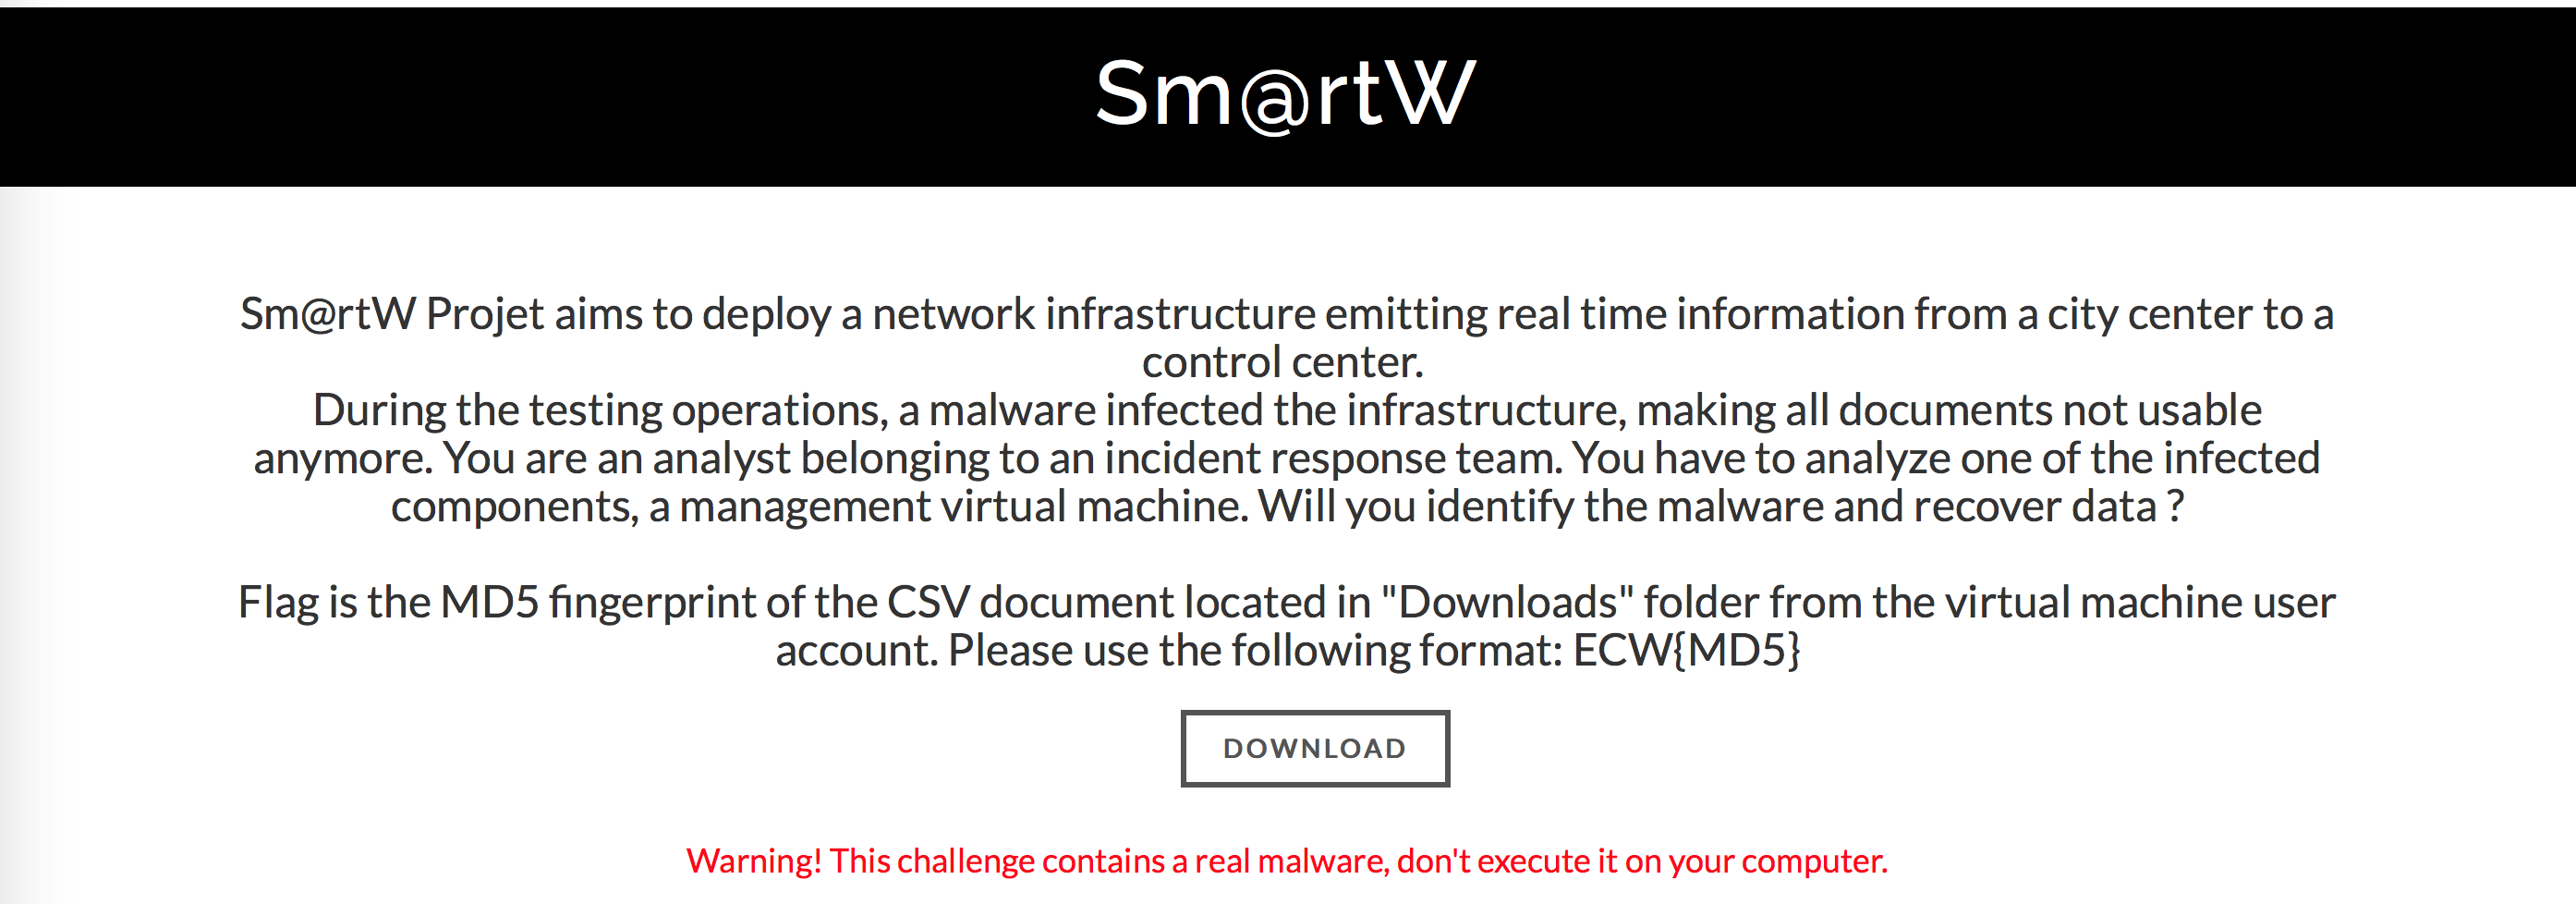 Sm@rtW
Sm@rtW Projet aims to deploy a network infrastructure emitting real time information from a city center to a
control center.
During the testing operations, a malware infected the infrastructure, making all documents not usable
anymore. You are an analyst belonging to an incident response team. You have to analyze one of the infected
components, a management virtual machine. Will you identify the malware and recover data ?
Flag is the MD5 fingerprint of the CSV document located in "Downloads" folder from the virtual machine user
account. Please use the following format: ECW{MD5}
DOWNLOAD
Warning! This challenge contains a real malware, don't execute it on your computer.